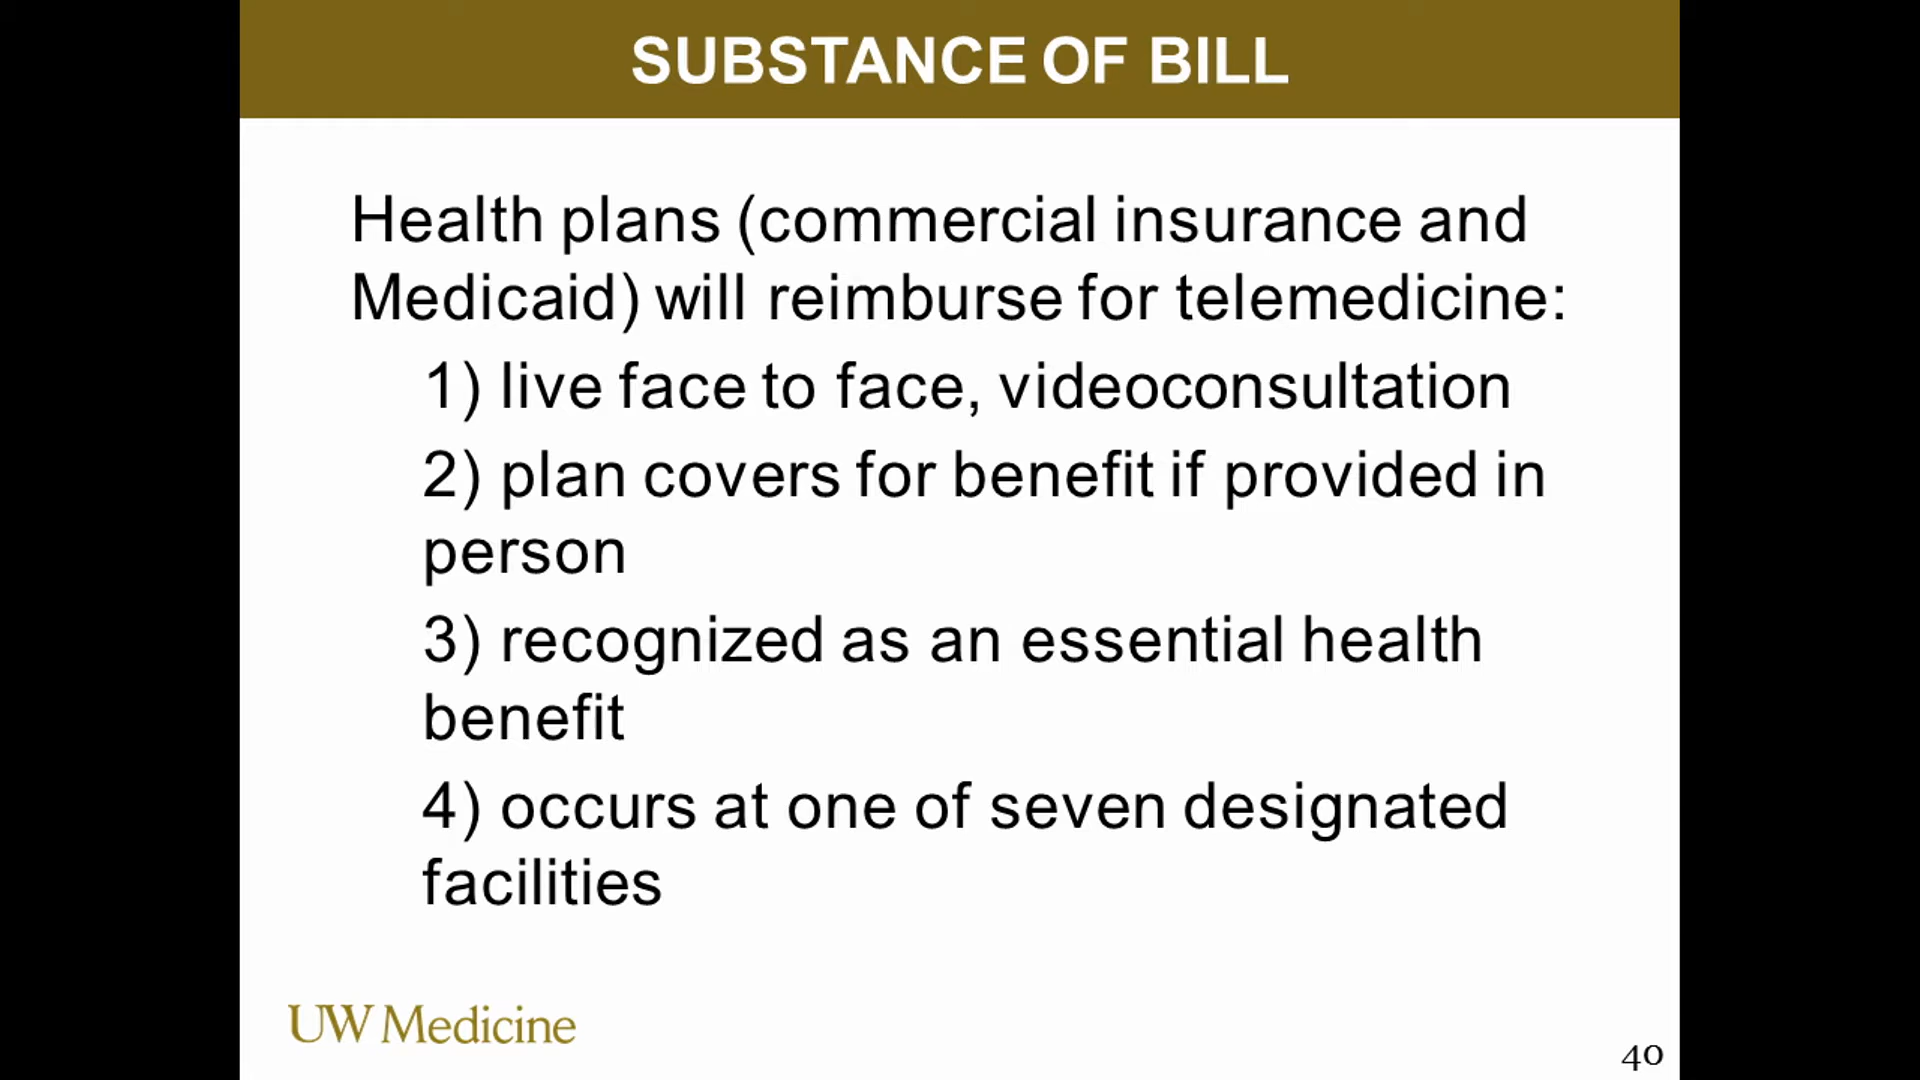 SUBSTANCE OF BILL
Health plans (commercial insurance and
Medicaid) will reimburse for telemedicine:
1) live face to face, videoconsultation
2) plan covers for benefit if provided in
person
3) recognized as an essential health
benefit
4) occurs at one of seven designated
facilities
UW Medicine
40